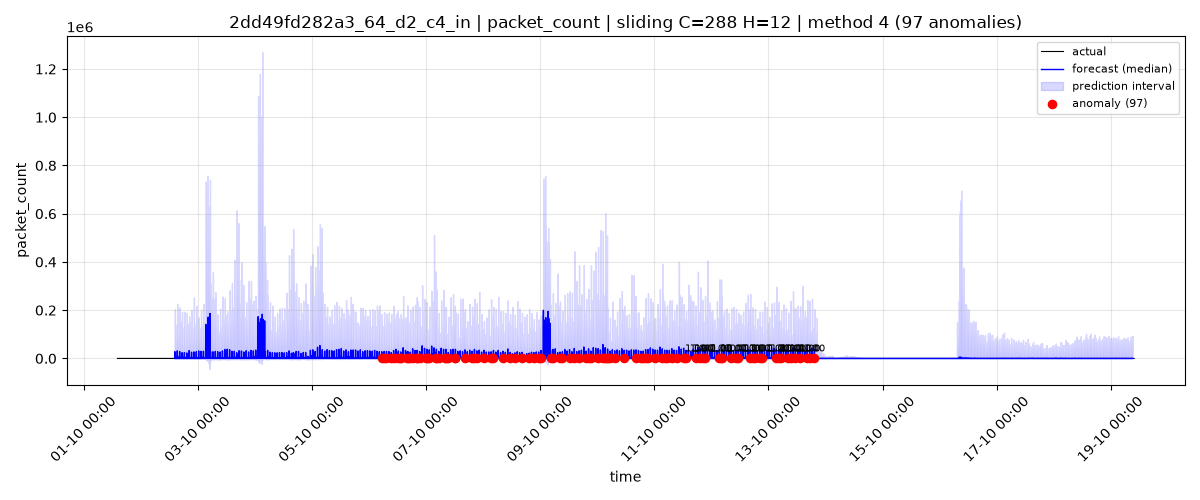 2dd49fd282a3_64_d2_c4_in | packet_count | sliding C=288 H=12 | method 4 (97 anomalies)
1e6
actual
forecast (median)
prediction interval
anomaly (97)
1.2
1.0
0.8
0.6
0.4
0.2
0.0
packet_count
01-10 00:00
03-10 00:00
05-10 00:00
07-10 00:00
09-10 00:00
11-10 00:00
13-10 00:00
15-10 00:00
17-10 00:00
19-10 00:00
time